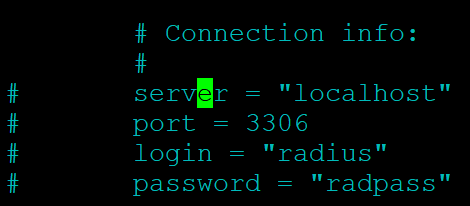 # Connection info:
#
# server = "localhost"
# port = 3306
# login = "radius"
# password = "radpass"